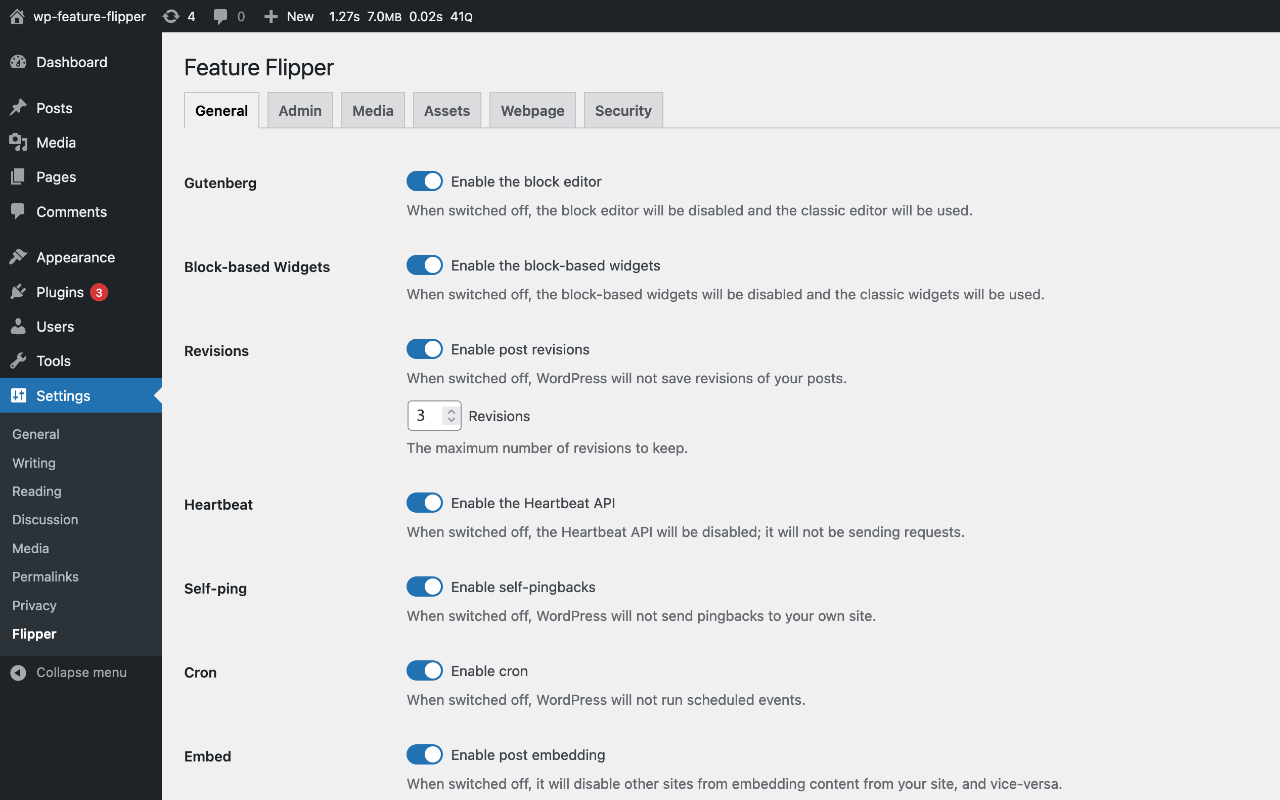 wp-feature-flipper 4 0 New 1.27s 7.0MB 0.02s 41Q
Dashboard
Posts
Media
Pages
Comments
Appearance
Plugins 3
Users
Tools
Settings
General
Writing
Reading
Discussion
Media
Permalinks
Privacy
Flipper
Collapse menu
Feature Flipper
General Admin Media Assets Webpage Security
Gutenberg Enable the block editor
When switched off, the block editor will be disabled and the classic editor will be used.
Block-based Widgets Enable the block-based widgets
When switched off, the block-based widgets will be disabled and the classic widgets will be used.
Revisions Enable post revisions
When switched off, WordPress will not save revisions of your posts.
3 Revisions
The maximum number of revisions to keep.
Heartbeat Enable the Heartbeat API
When switched off, the Heartbeat API will be disabled; it will not be sending requests.
Self-ping Enable self-pingbacks
When switched off, WordPress will not send pingbacks to your own site.
Cron Enable cron
When switched off, WordPress will not run scheduled events.
Embed Enable post embedding
When switched off, it will disable other sites from embedding content from your site, and vice-versa.